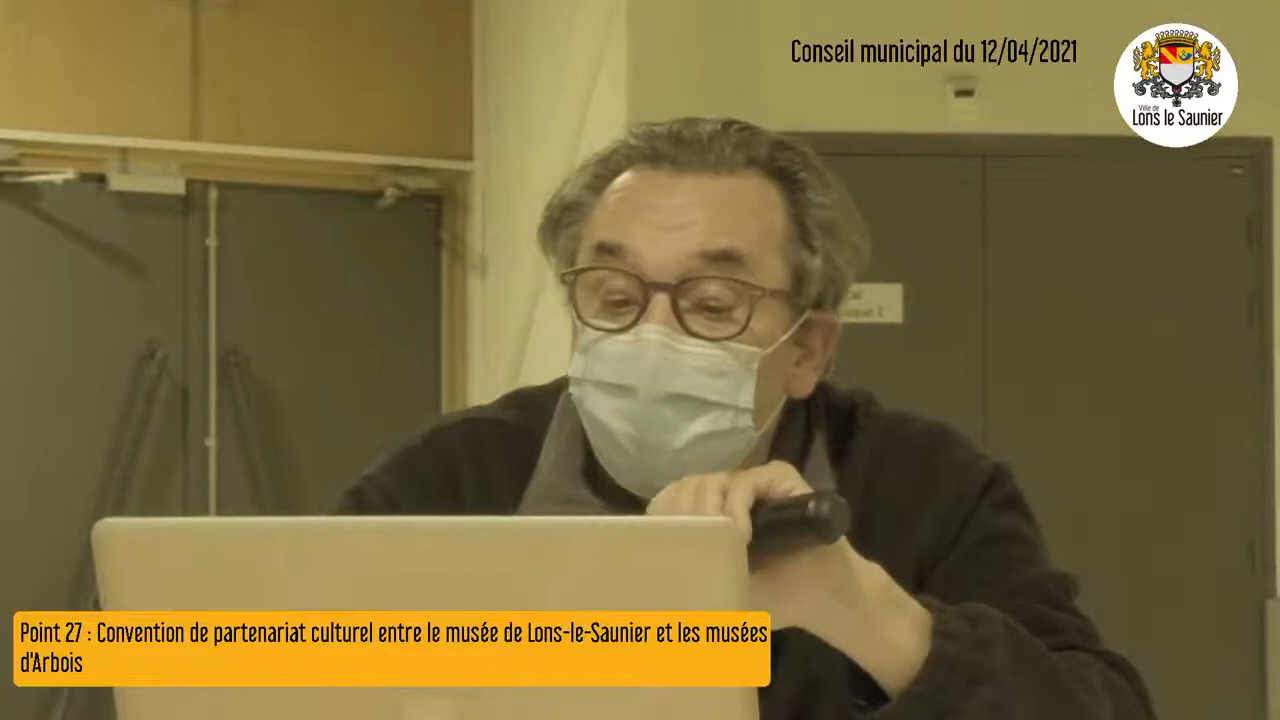 Conseil municipal du 12/04/2021
Ville de
Lons le Saunier
Point 27 : Convention de partenariat culturel entre le musée de Lons-le-Saunier et les musées
d'Arbois